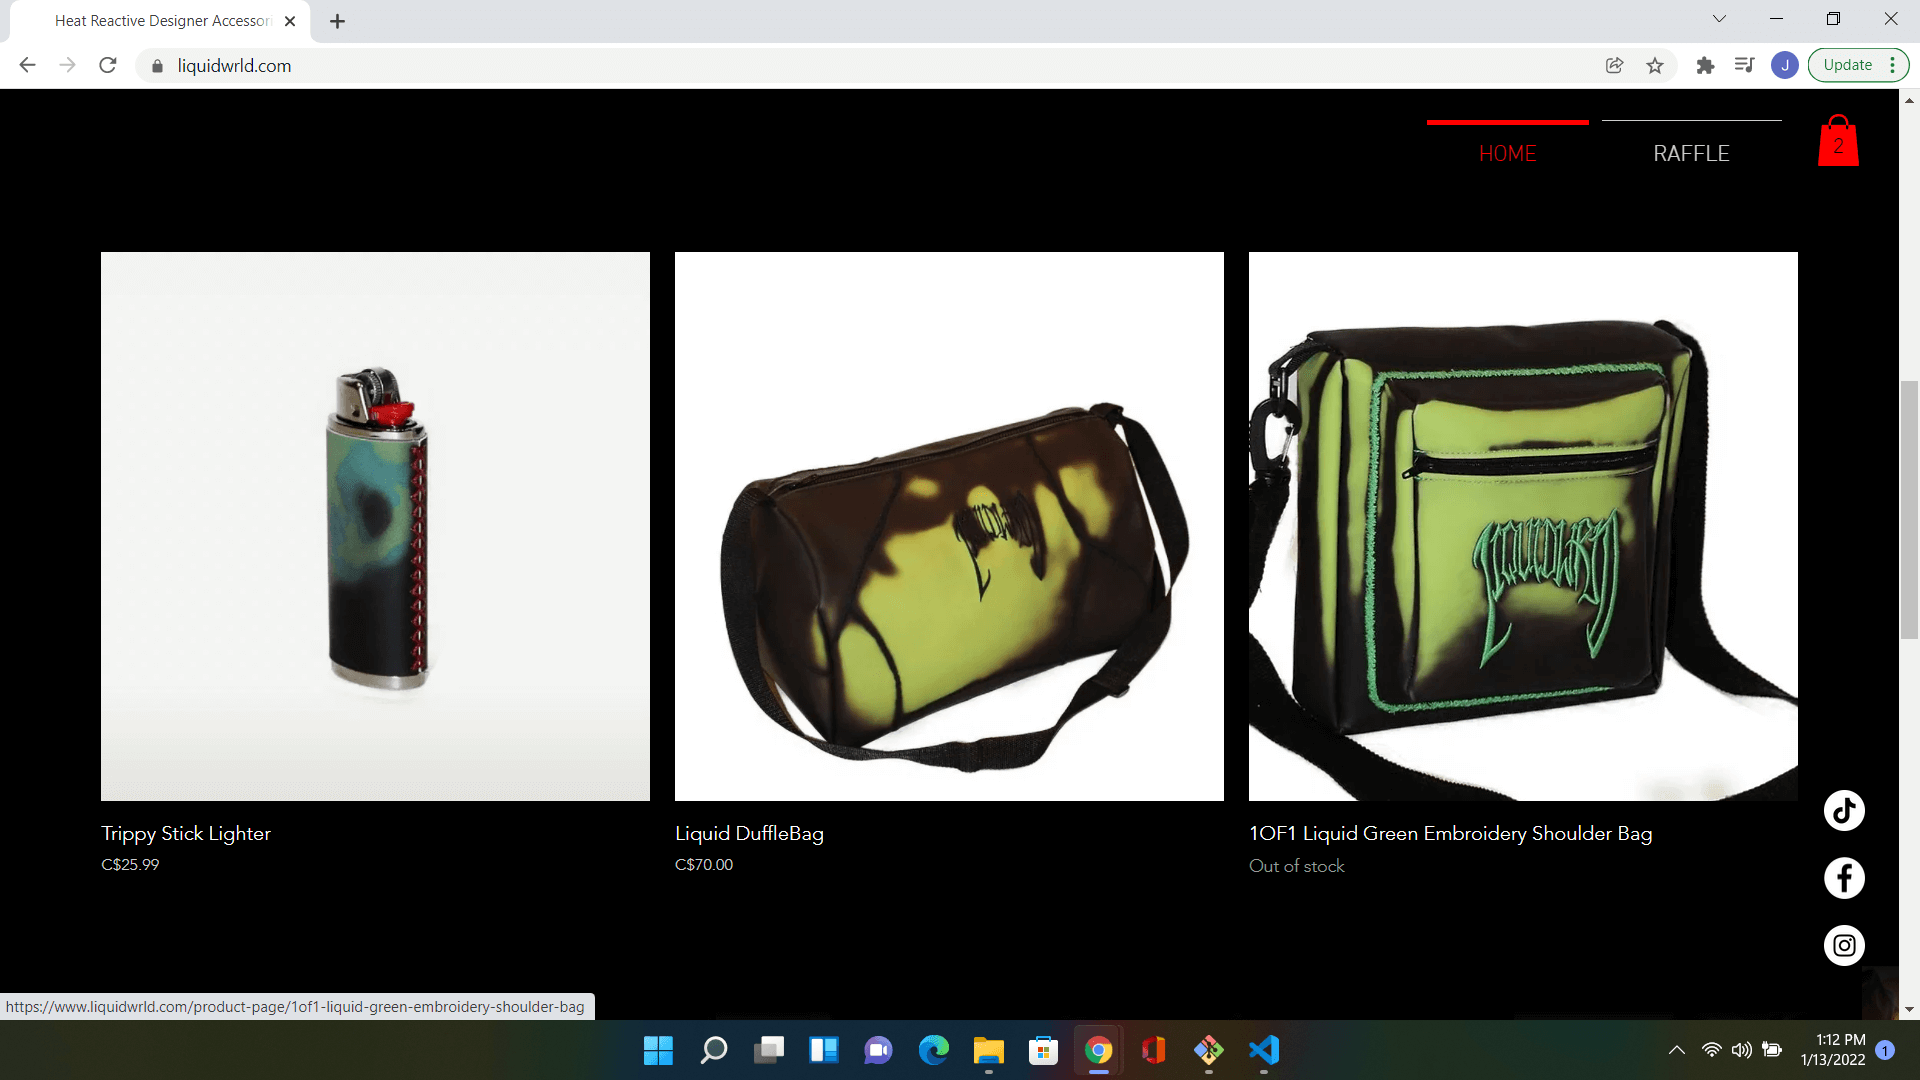 Heat Reactive Designer Accessori
liquidwrld.com
J
Update
HOME
RAFFLE
2
LIQUIDWRLD
Trippy Stick Lighter
Liquid DuffleBag
1OF1 Liquid Green Embroidery Shoulder Bag
C$25.99
C$70.00
Out of stock
https://www.liquidwrld.com/product-page/1of1-liquid-green-embroidery-shoulder-bag
1:12 PM
1/13/2022
1